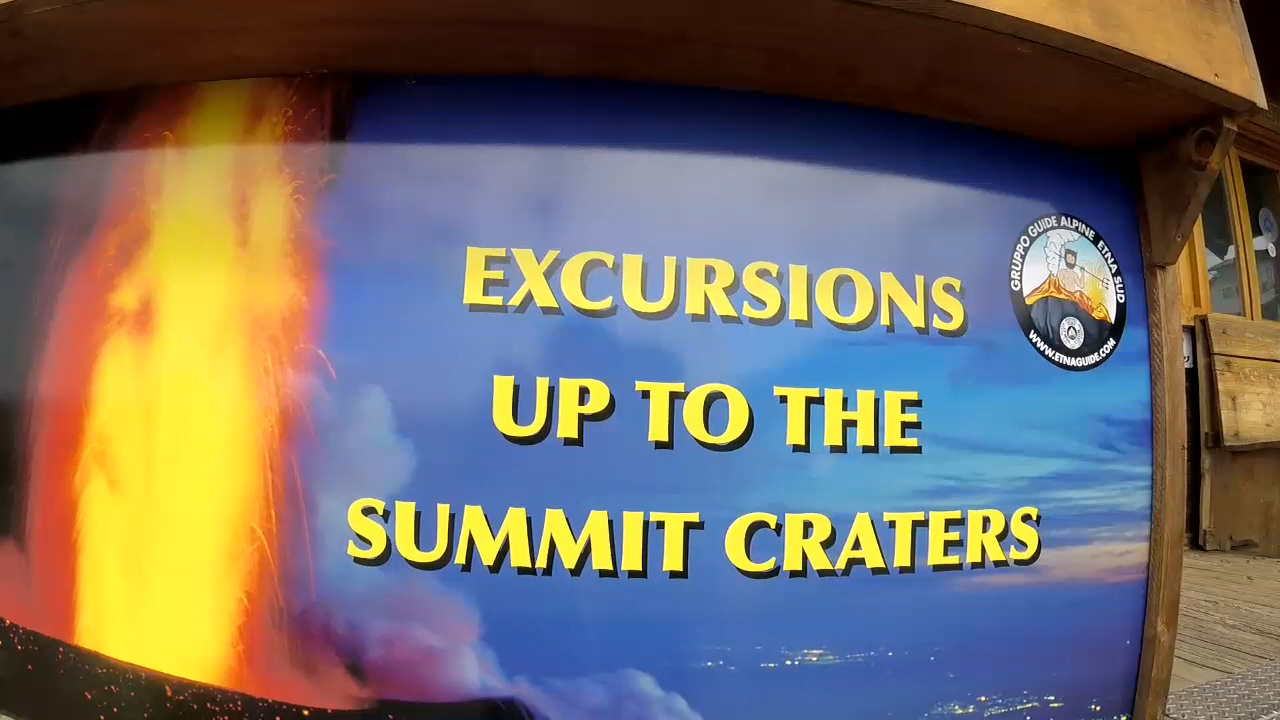 EXCURSIONS
UP TO THE
SUMMIT CRATERS
GRUPPO GUIDE ALPINE ETNA SUD
WWW.ETNAGUIDE.COM